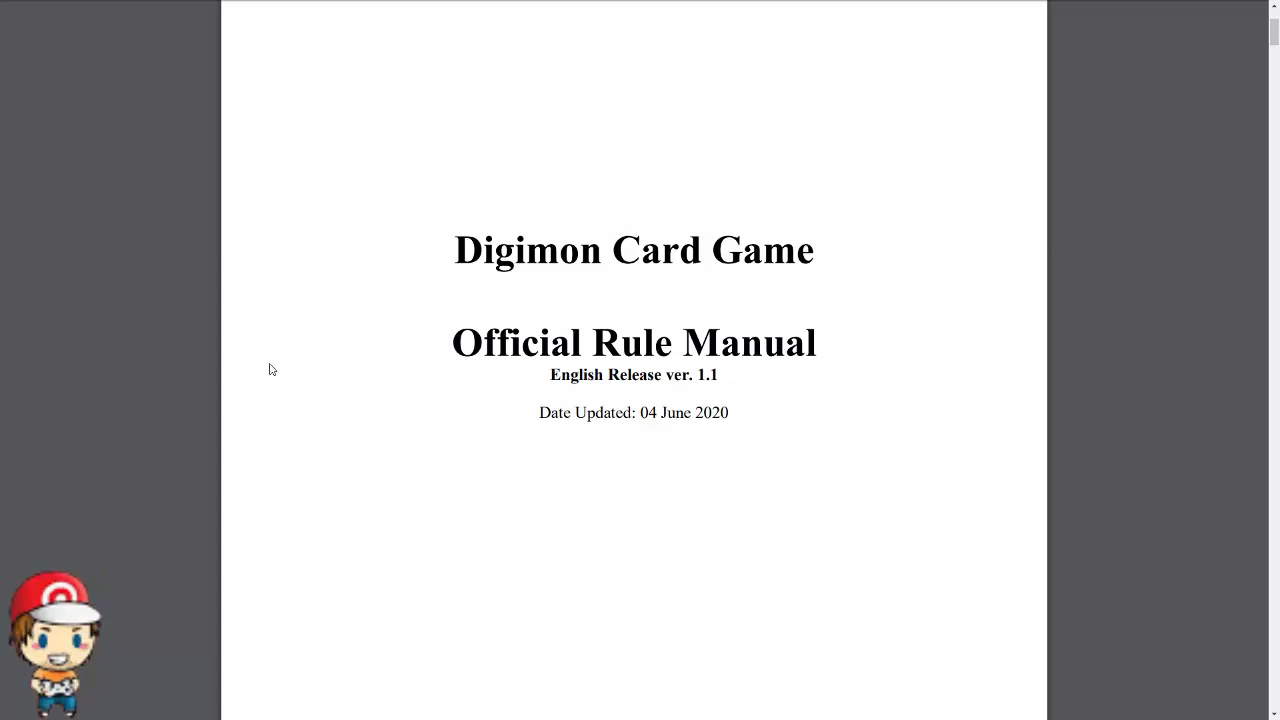 Digimon Card Game
Official Rule Manual
English Release ver. 1.1
Date Updated: 04 June 2020